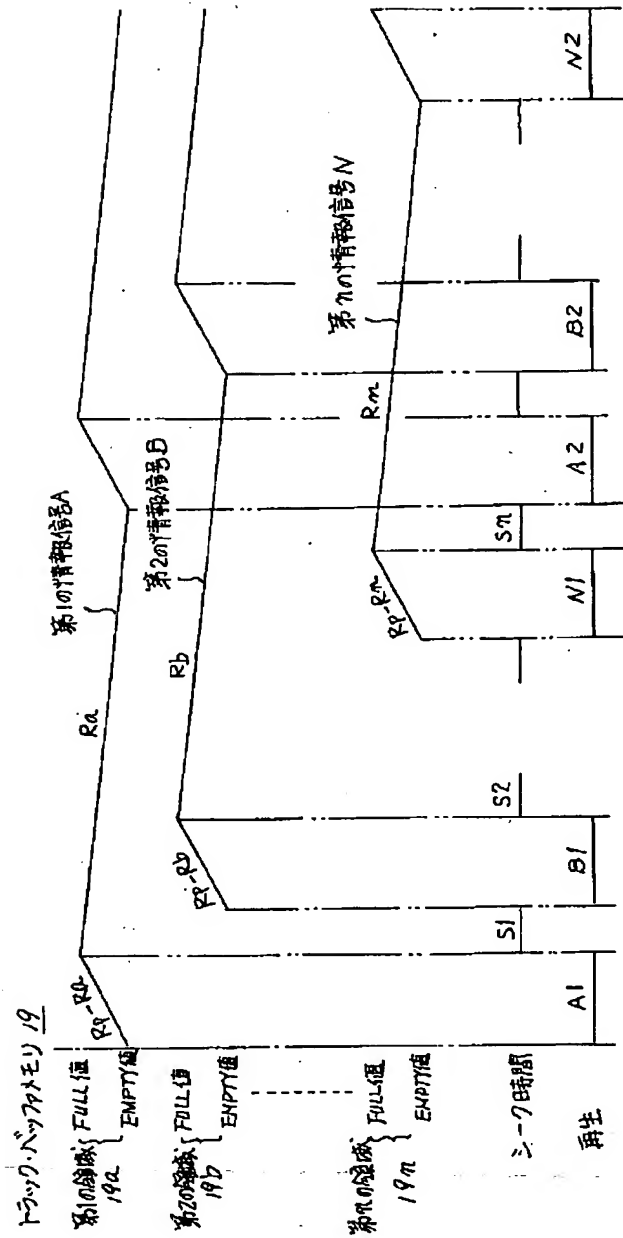 トラック・バッファメモリ 19
第1の領域 FULL値
19a EMPTY値
第2の領域 FULL値
19b EMPTY値
第nの領域 FULL値
19n EMPTY値
シーク時間
再生
Rp-Ra
Ra
第1の情報信号A
Rp-Rb
Rb
第2の情報信号B
Rp-Rn
Rn
第nの情報信号N
S1
S2
Sn
A1
B1
N1
A2
B2
N2